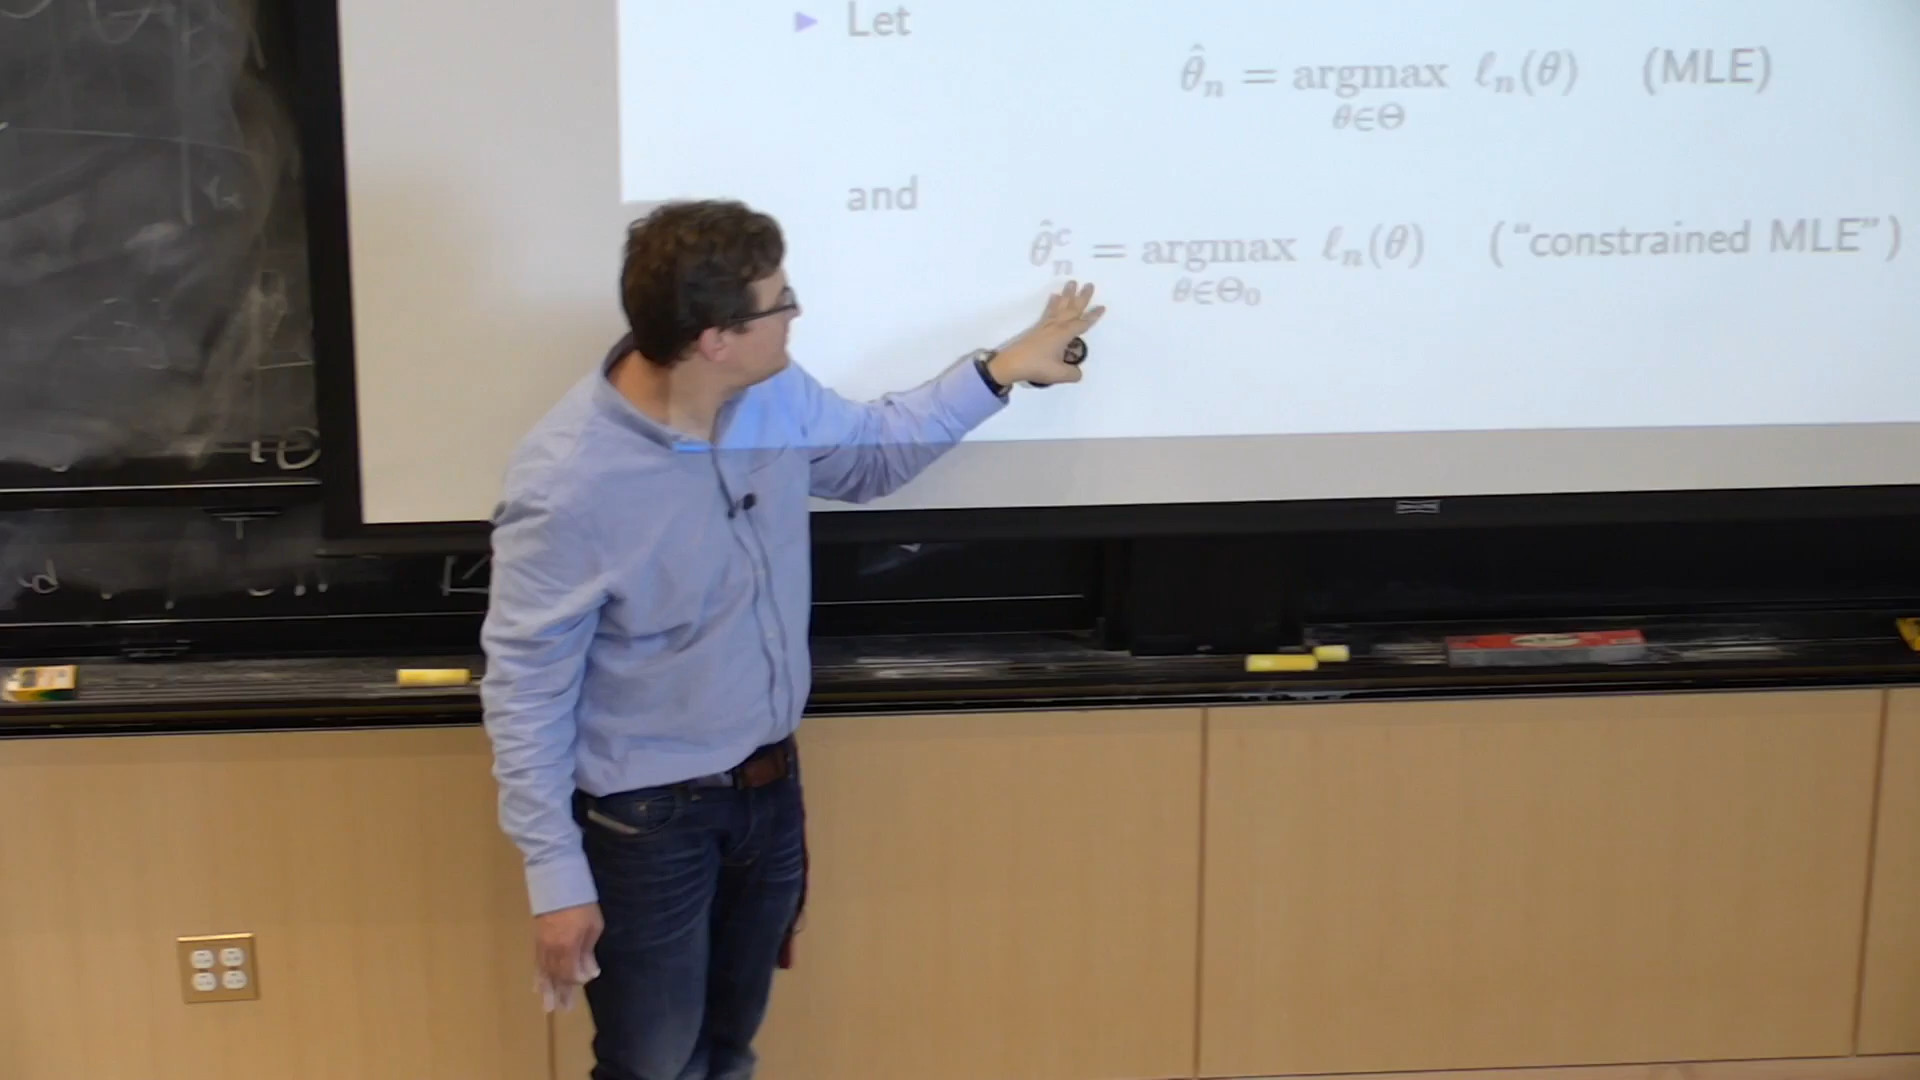 ► Let
θ̂ₙ = argmax ℓₙ(θ) (MLE)
θ∈Θ
and
θ̂ₙᶜ = argmax ℓₙ(θ) (“constrained MLE”)
θ∈Θ₀